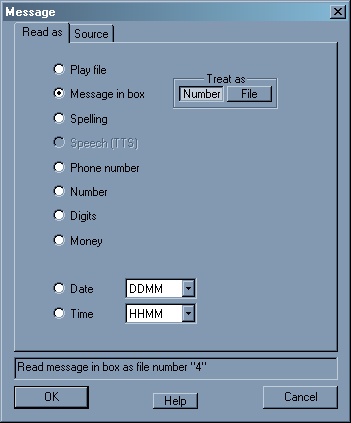 Message
Read as Source
Play file
Treat as
Message in box Number File
Spelling
Speech (TTS)
Phone number
Number
Digits
Money
Date DDMM
Time HHMM
Read message in box as file number "4"
OK Help Cancel